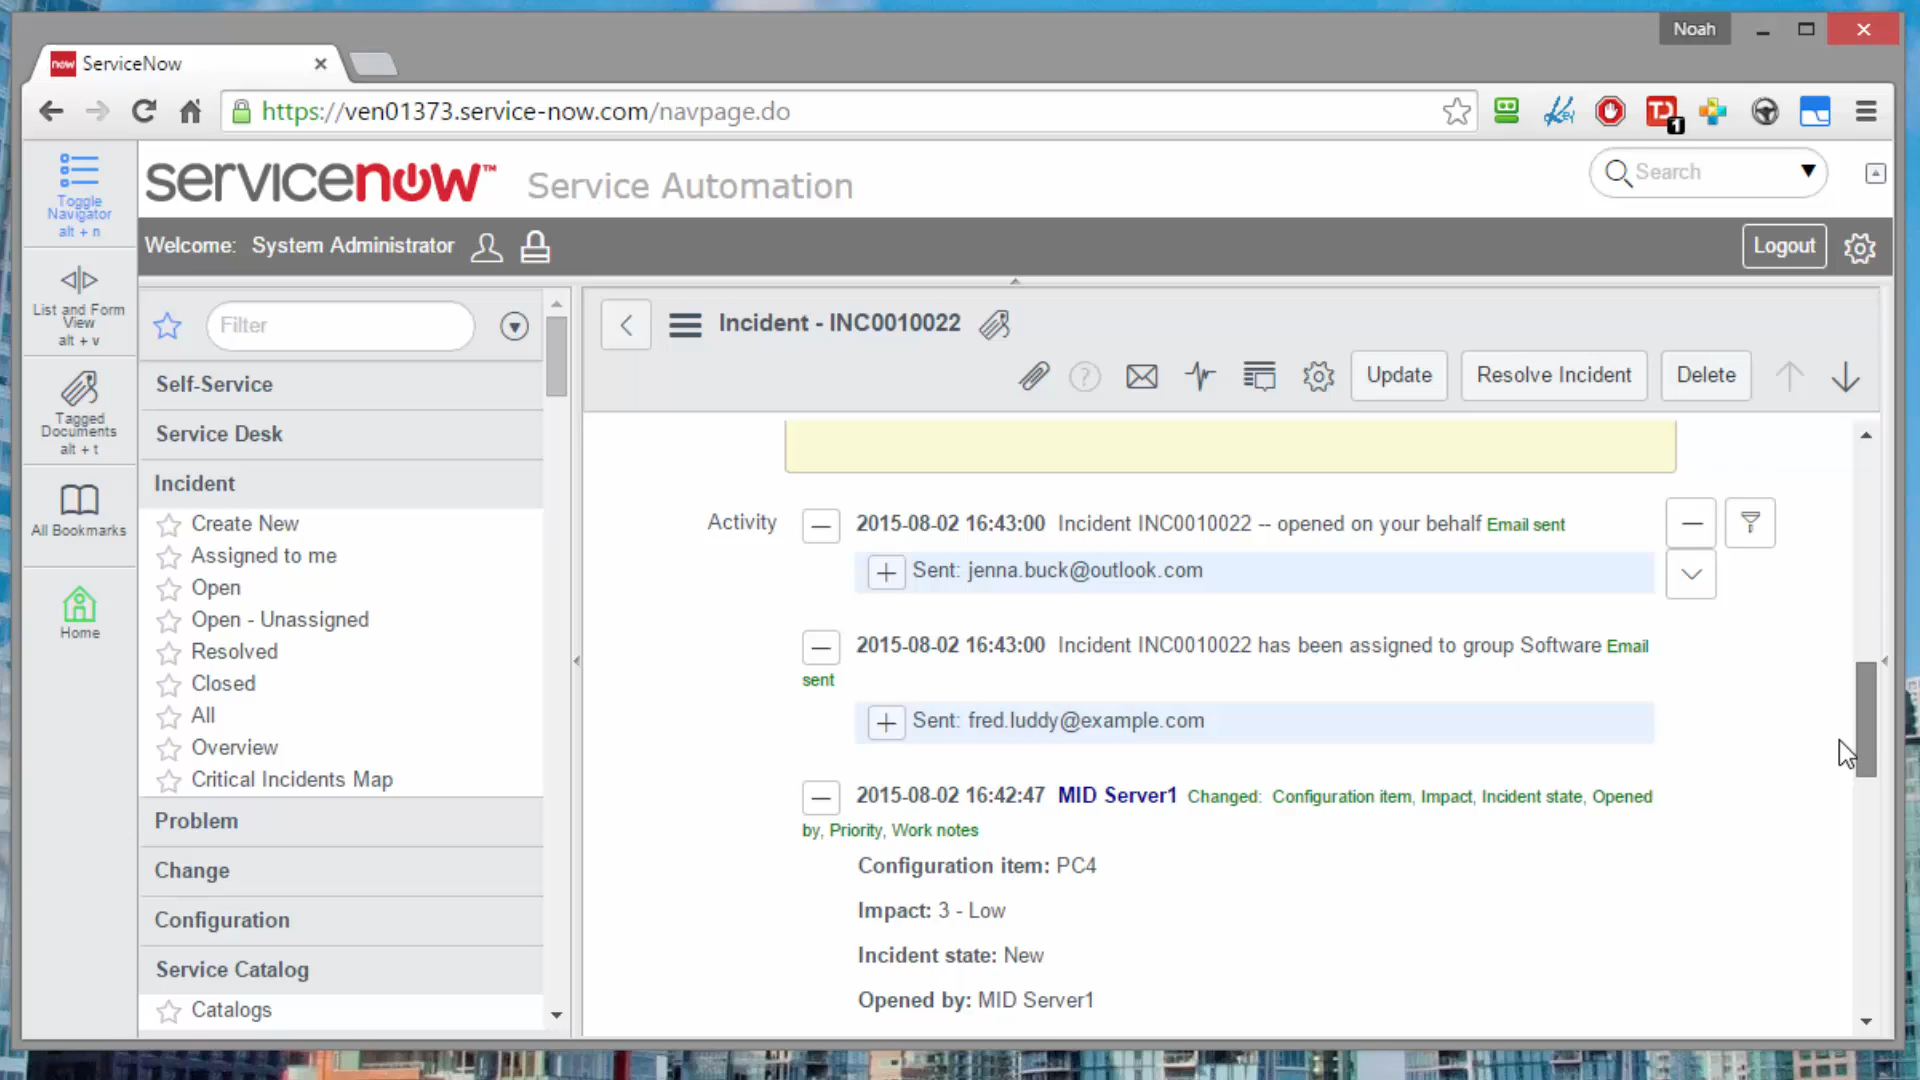 Noah
now ServiceNow
https://ven01373.service-now.com/navpage.do
1
servicenow™ Service Automation
Search
Welcome: System Administrator
Logout
Toggle
Navigator
alt + n
List and Form
View
alt + v
Tagged
Documents
alt + t
All Bookmarks
Home
Filter
Self-Service
Service Desk
Incident
Create New
Assigned to me
Open
Open - Unassigned
Resolved
Closed
All
Overview
Critical Incidents Map
Problem
Change
Configuration
Service Catalog
Catalogs
Incident - INC0010022
Update
Resolve Incident
Delete
Activity
2015-08-02 16:43:00 Incident INC0010022 -- opened on your behalf Email sent
Sent: jenna.buck@outlook.com
2015-08-02 16:43:00 Incident INC0010022 has been assigned to group Software Email
sent
Sent: fred.luddy@example.com
2015-08-02 16:42:47 MID Server1 Changed: Configuration item, Impact, Incident state, Opened
by, Priority, Work notes
Configuration item: PC4
Impact: 3 - Low
Incident state: New
Opened by: MID Server1